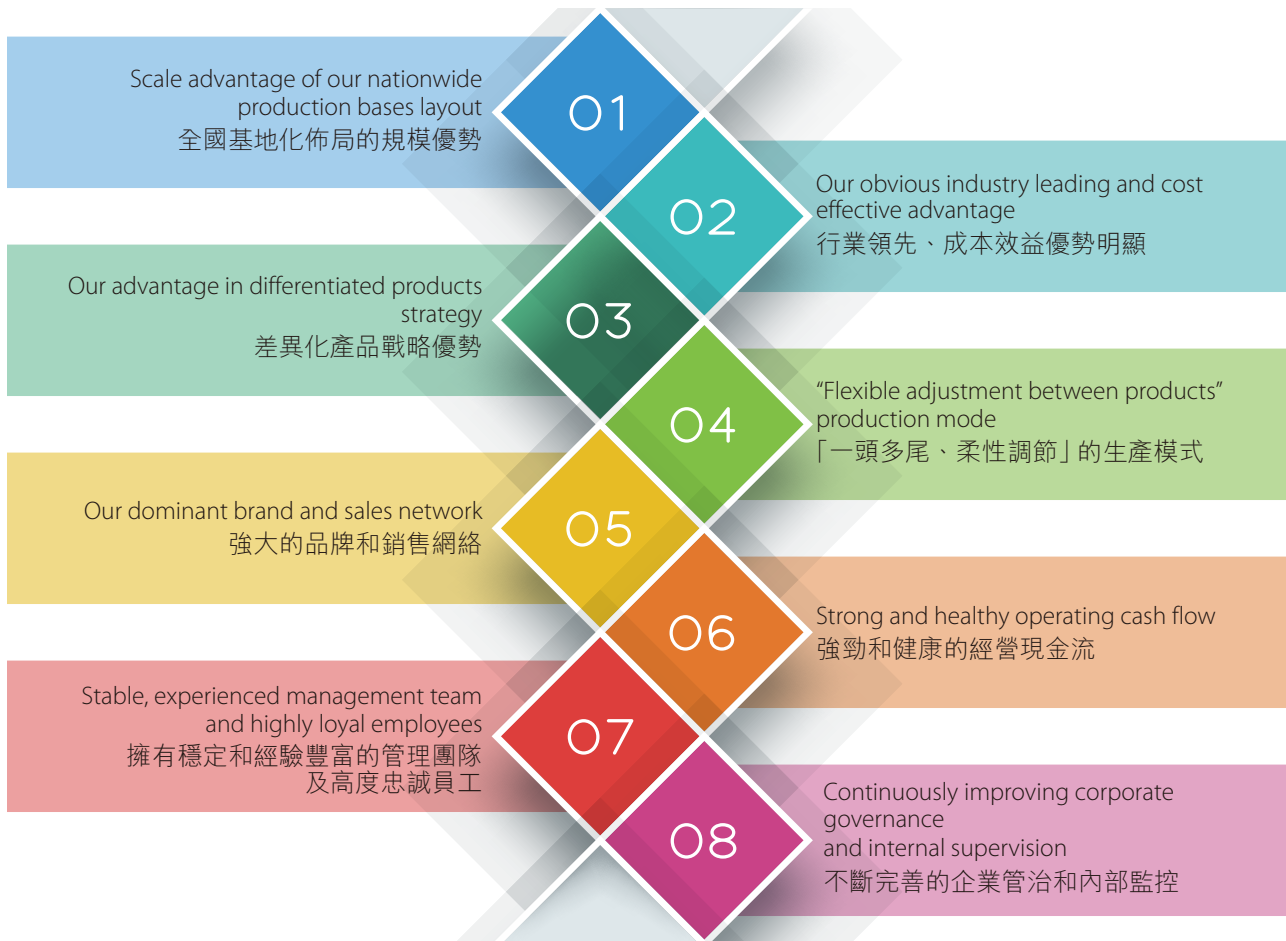 01
Scale advantage of our nationwide
production bases layout
全國基地化佈局的規模優勢
02
Our obvious industry leading and cost
effective advantage
行業領先、成本效益優勢明顯
03
Our advantage in differentiated products
strategy
差異化產品戰略優勢
04
“Flexible adjustment between products”
production mode
「一頭多尾、柔性調節」的生產模式
05
Our dominant brand and sales network
強大的品牌和銷售網絡
06
Strong and healthy operating cash flow
強勁和健康的經營現金流
07
Stable, experienced management team
and highly loyal employees
擁有穩定和經驗豐富的管理團隊
及高度忠誠員工
08
Continuously improving corporate
governance
and internal supervision
不斷完善的企業管治和內部監控